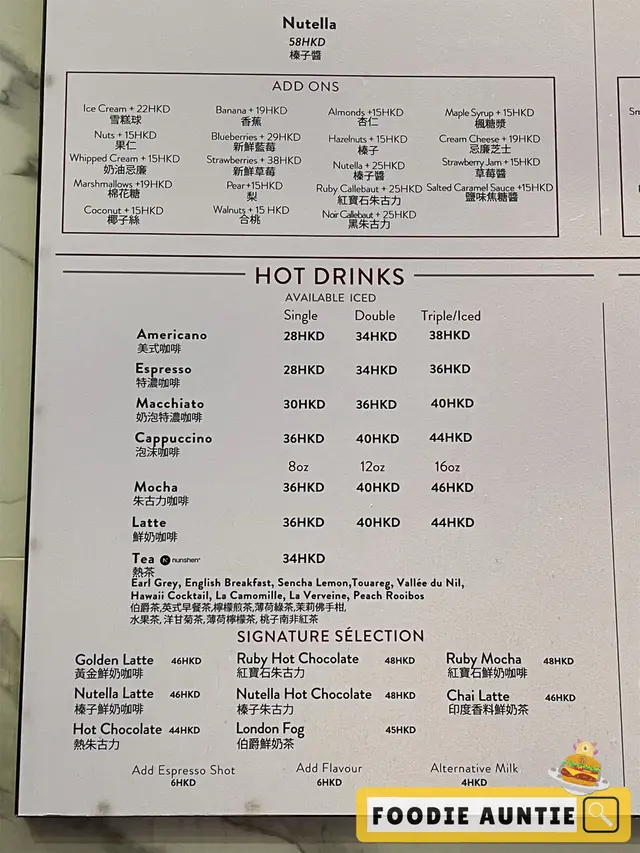 Nutella
58HKD
榛子醬
ADD ONS
Ice Cream + 22HKD
雪糕球
Nuts + 15HKD
果仁
Whipped Cream + 15HKD
奶油忌廉
Marshmallows +19HKD
棉花糖
Coconut + 15HKD
椰子絲
Banana + 19HKD
香蕉
Blueberries + 29HKD
新鮮藍莓
Strawberries + 38HKD
新鮮草莓
Pear+15HKD
梨
Walnuts + 15 HKD
合桃
Almonds +15HKD
杏仁
Hazelnuts + 15HKD
榛子
Nutella + 25HKD
榛子醬
Ruby Callebaut + 25HKD
紅寶石朱古力
Noir Callebaut + 25HKD
黑朱古力
Maple Syrup + 15HKD
楓糖漿
Cream Cheese + 19HKD
忌廉芝士
Strawberry Jam + 15HKD
草莓醬
Salted Caramel Sauce +15HKD
鹽味焦糖醬
HOT DRINKS
AVAILABLE ICED
Single Double Triple/Iced
Americano 28HKD 34HKD 38HKD
美式咖啡
Espresso 28HKD 34HKD 36HKD
特濃咖啡
Macchiato 30HKD 36HKD 40HKD
奶泡特濃咖啡
Cappuccino 36HKD 40HKD 44HKD
泡沫咖啡
8oz 12oz 16oz
Mocha 36HKD 40HKD 46HKD
朱古力咖啡
Latte 36HKD 40HKD 44HKD
鮮奶咖啡
Tea nunshen 34HKD
熱茶
Earl Grey, English Breakfast, Sencha Lemon,Touareg, Vallée du Nil,
Hawaii Cocktail, La Camomille, La Verveine, Peach Rooibos
伯爵茶,英式早餐茶,檸檬煎茶,薄荷綠茶,茉莉佛手柑,
水果茶, 洋甘菊茶, 薄荷檸檬茶, 桃子南非紅茶
SIGNATURE SÉLECTION
Golden Latte 46HKD Ruby Hot Chocolate 48HKD Ruby Mocha 48HKD
黃金鮮奶咖啡 紅寶石朱古力 紅寶石鮮奶咖啡
Nutella Latte 46HKD Nutella Hot Chocolate 48HKD Chai Latte 46HKD
榛子鮮奶咖啡 榛子朱古力 印度香料鮮奶茶
Hot Chocolate 44HKD London Fog 45HKD
熱朱古力 伯爵鮮奶茶
Add Espresso Shot Add Flavour Alternative Milk
6HKD 6HKD 4HKD
FOODIE AUNTIE